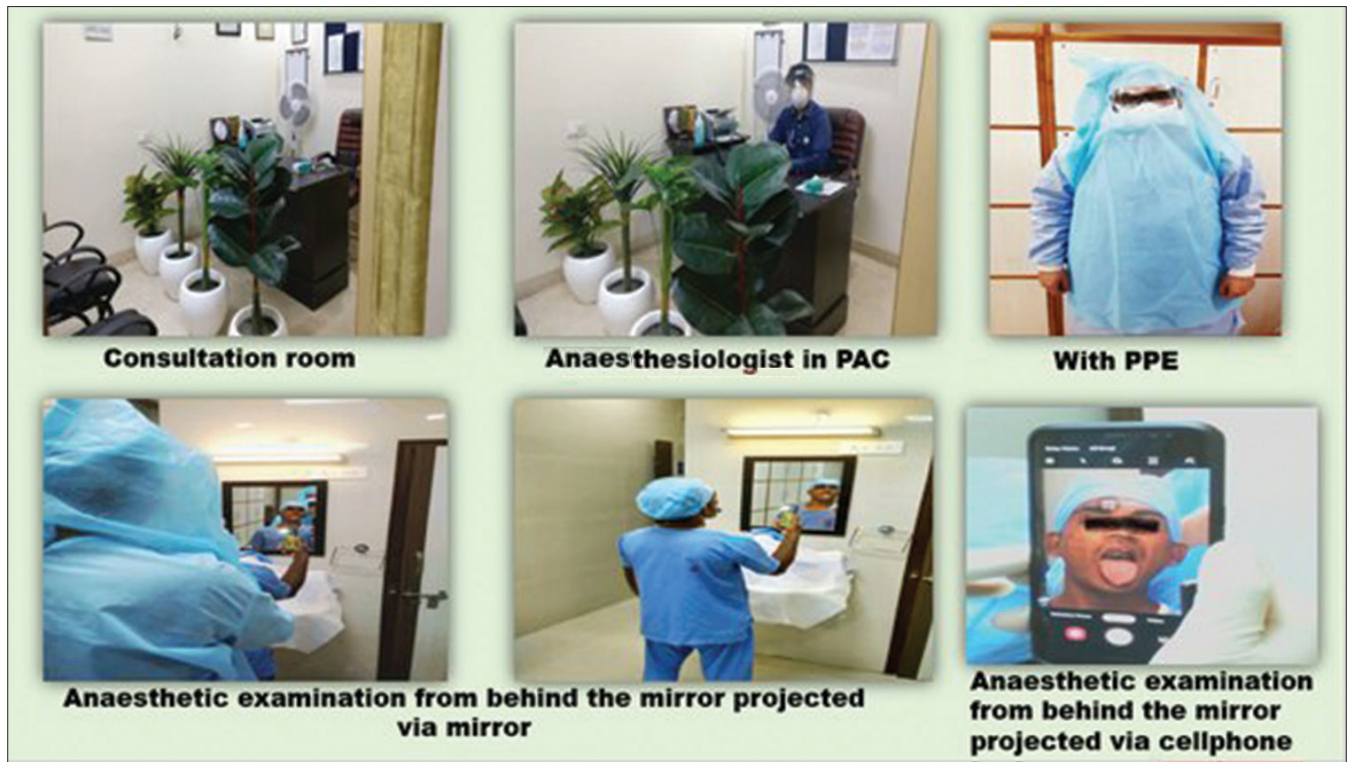 Consultation room
Anaesthesiologist in PAC
With PPE
Anaesthetic examination from behind the mirror projected
via mirror
Anaesthetic examination
from behind the mirror
projected via cellphone